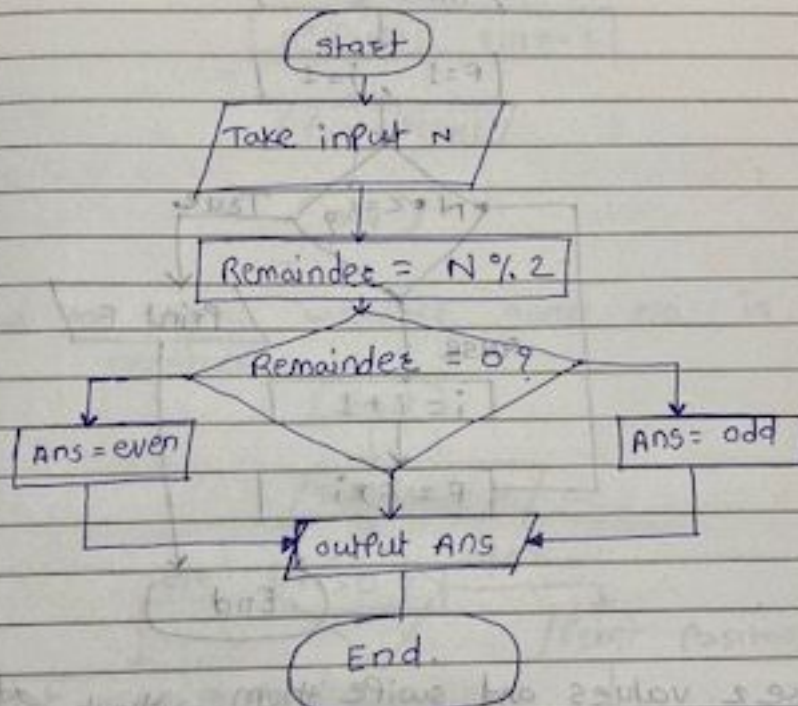 Start
Take input N
Remainder = N % 2
Remainder = 0?
Ans = even
Ans = odd
output Ans
End.